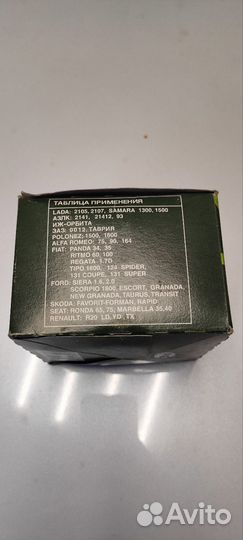 ТАБЛИЦА ПРИМЕНЕНИЯ
LADA: 2105, 2107, SAMARA 1300, 1500
АЗЛК: 2141, 21412, 93
ИЖ-ОРБИТА
ЗАЗ: 0012, ТАВРИЯ
POLONEZ: 1500, 1600
ALFA ROMEO: 75, 90, 164
FIAT: PANDA 34, 35
RITMO 60, 100
REGATA 1.7D
TIPO 1600, 124 SPIDER,
131 COUPE, 131 SUPER
FORD: SIERA 1.6, 2.0
SCORPIO 1800, ESCORT, GRANADA,
NEW GRANADA, TAURUS, TRANSIT
SKODA: FAVORIT-FORMAN, RAPID
SEAT: RONDA 65, 75, MARBELLA 35,40
RENAULT: R20 LD, YD, TX
Avito